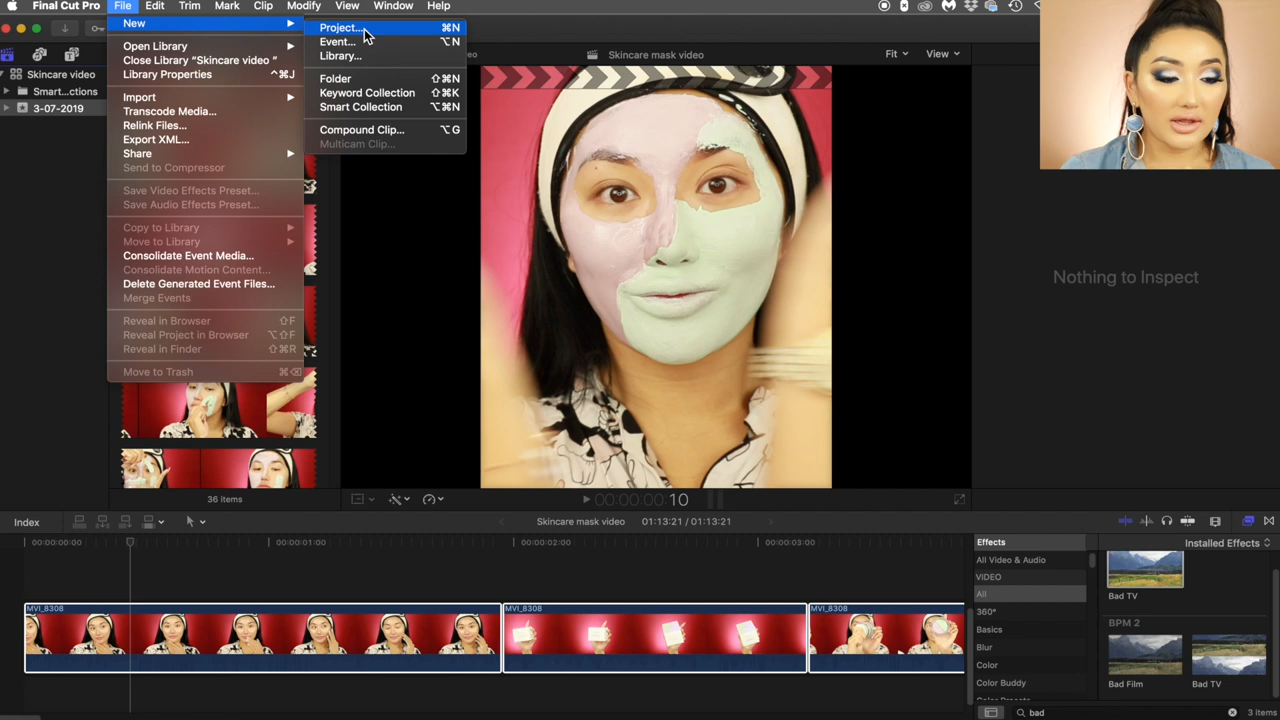 Final Cut Pro File Edit Trim Mark Clip Modify View Window Help
New
Project... ⌘N
Event... ⌥N
Library...
Folder ⇧⌘N
Keyword Collection ⇧⌘K
Smart Collection ⌥⌘N
Compound Clip... ⌥G
Multicam Clip...
Open Library
Close Library "Skincare video "
Library Properties ^⌘J
Import
Transcode Media...
Relink Files...
Export XML...
Share
Send to Compressor
Save Video Effects Preset...
Save Audio Effects Preset...
Copy to Library
Move to Library
Consolidate Event Media...
Consolidate Motion Content...
Delete Generated Event Files...
Merge Events
Reveal in Browser ⇧F
Reveal Project in Browser ⌥⇧F
Reveal in Finder ⇧⌘R
Move to Trash ⌘⌫
Skincare video
Smart...ctions
3-07-2019
36 items
Skincare mask video
Fit
View
00:00:00:10
Nothing to Inspect
Index
Skincare mask video 01:13:21 / 01:13:21
00:00:00:00 00:00:01:00 00:00:02:00 00:00:03:00
MVI_8308 MVI_8308 MVI_8308
Effects
Installed Effects
All Video & Audio
VIDEO
All
360°
Basics
Blur
Color
Color Buddy
Color Presets
Bad TV
BPM 2
Bad Film
Bad TV
bad
3 items